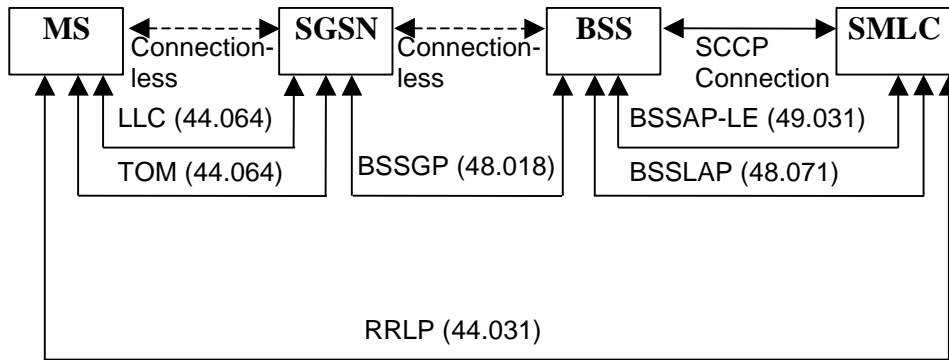 MS
SGSN
BSS
SMLC
Connection-
less
Connection-
less
SCCP
Connection
LLC (44.064)
BSSAP-LE (49.031)
TOM (44.064)
BSSGP (48.018)
BSSLAP (48.071)
RRLP (44.031)